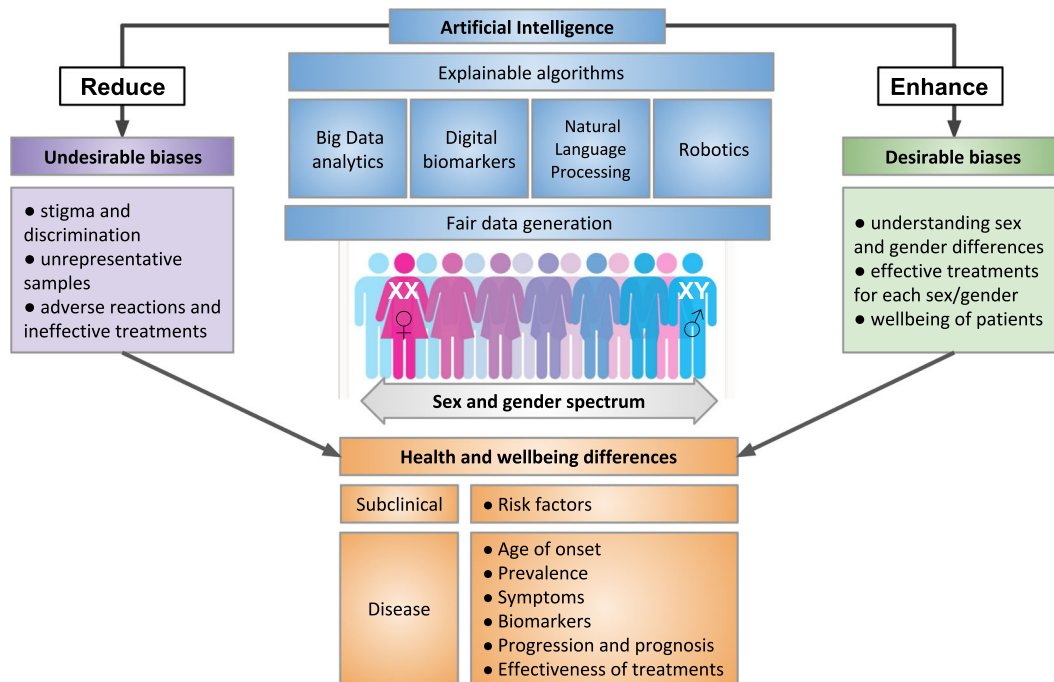 Artificial Intelligence
Reduce
Undesirable biases
● stigma and
discrimination
● unrepresentative
samples
● adverse reactions and
ineffective treatments
Explainable algorithms
Big Data
analytics
Digital
biomarkers
Natural
Language
Processing
Robotics
Fair data generation
XX
♀
XY
♂
Sex and gender spectrum
Enhance
Desirable biases
● understanding sex
and gender differences
● effective treatments
for each sex/gender
● wellbeing of patients
Health and wellbeing differences
Subclinical
● Risk factors
Disease
● Age of onset
● Prevalence
● Symptoms
● Biomarkers
● Progression and prognosis
● Effectiveness of treatments